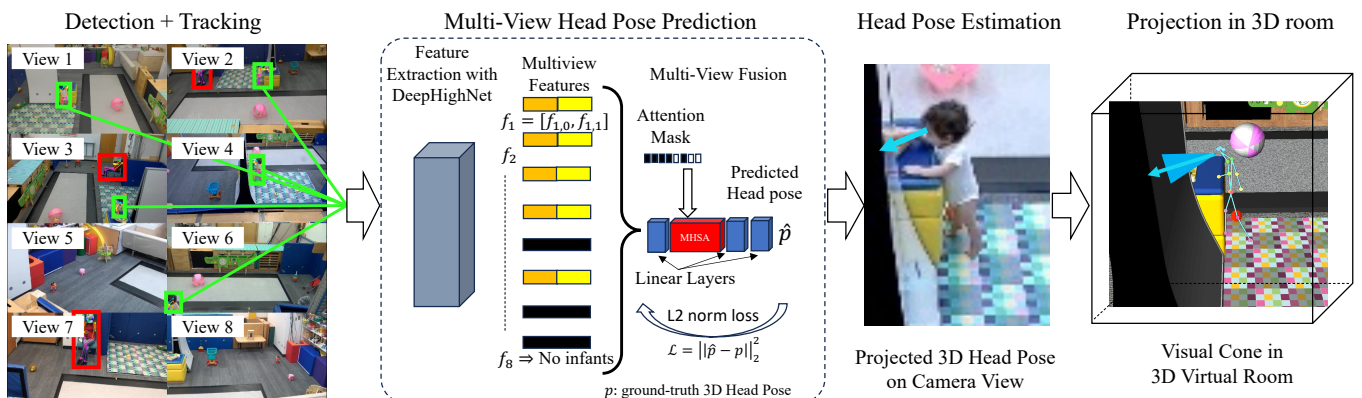 Detection + Tracking
View 1
View 2
View 3
View 4
View 5
View 6
View 7
View 8
Multi-View Head Pose Prediction
Feature
Extraction with
DeepHighNet
Multiview
Features
f₁ = [f₁,₀, f₁,₁]
f₂
f₈ ⇒ No infants
Multi-View Fusion
Attention
Mask
Predicted
Head pose
MHSA
p̂
Linear Layers
L2 norm loss
ℒ = ||p̂ − p||₂²
p: ground-truth 3D Head Pose
Head Pose Estimation
Projected 3D Head Pose
on Camera View
Projection in 3D room
Visual Cone in
3D Virtual Room